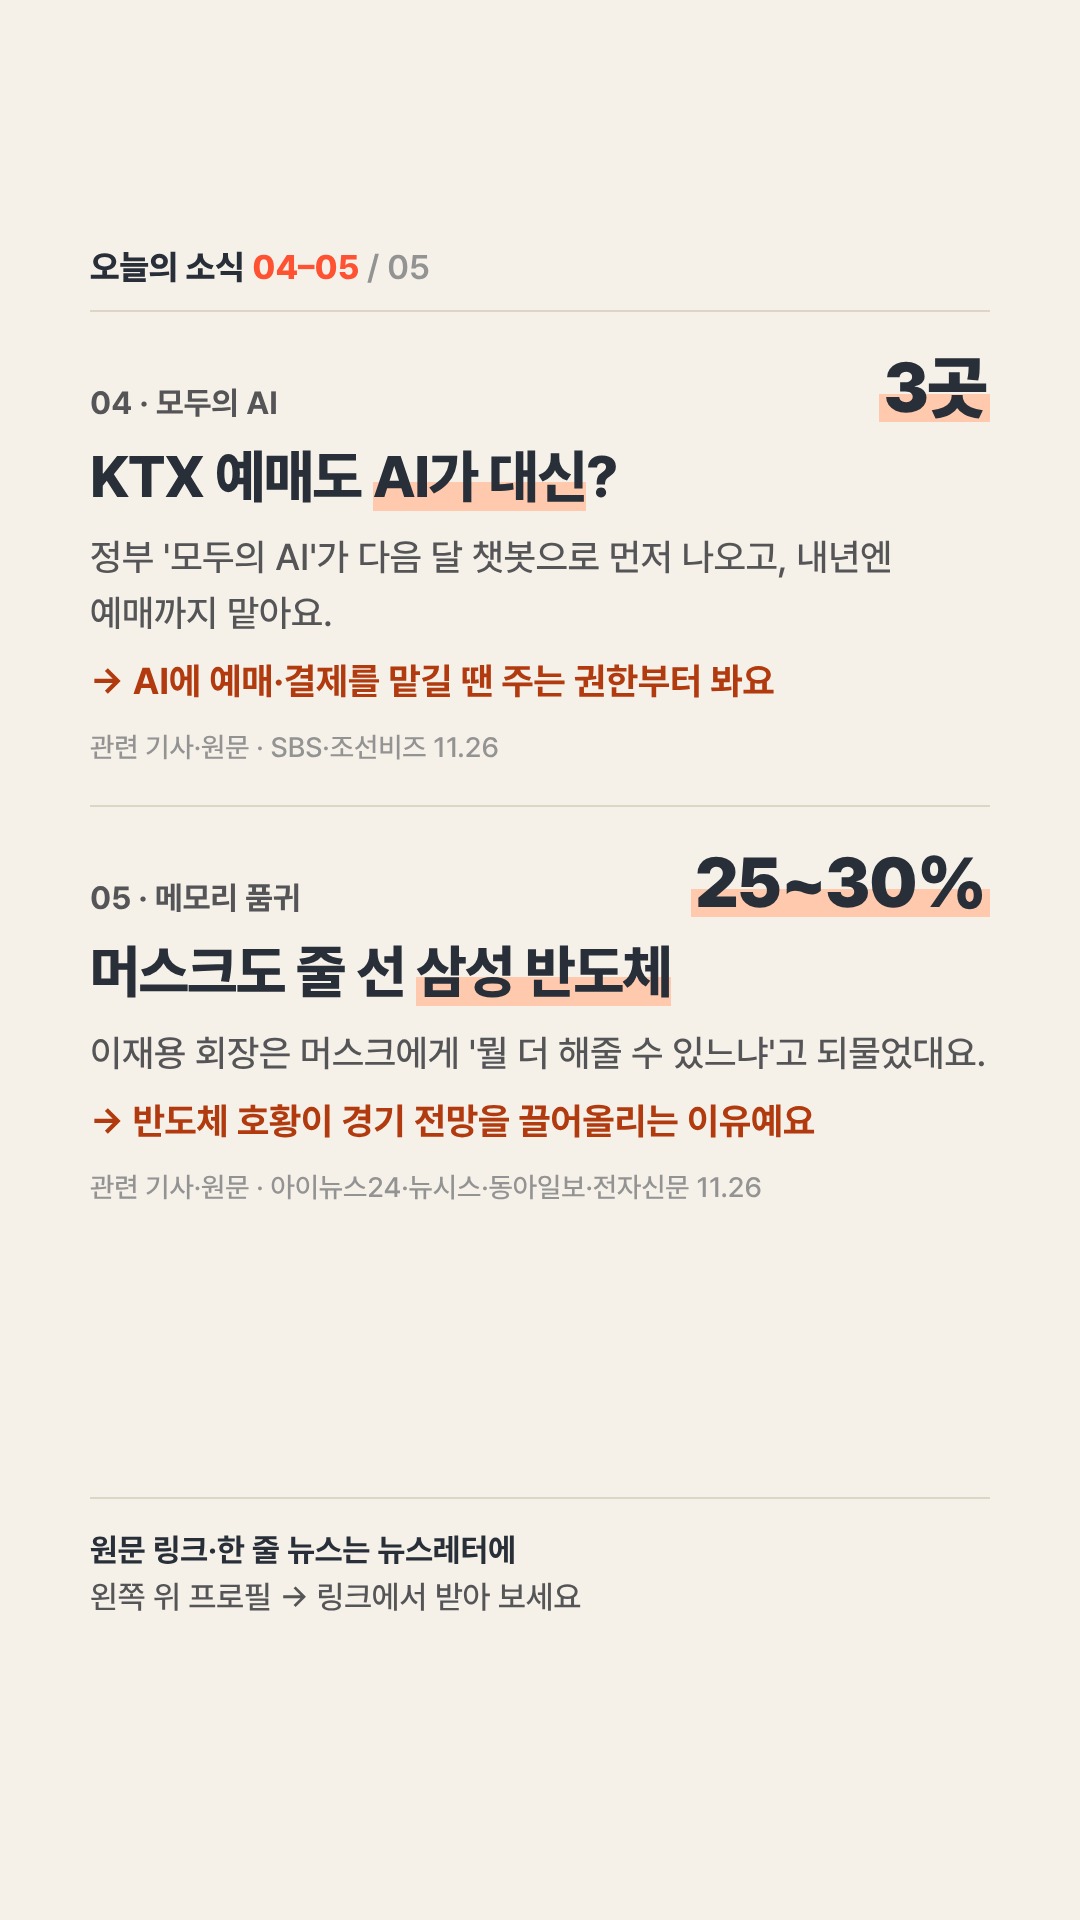 오늘의 소식 04–05 / 05
04 · 모두의 AI
3곳
KTX 예매도 AI가 대신?
정부 '모두의 AI'가 다음 달 챗봇으로 먼저 나오고, 내년엔
예매까지 맡아요.
→ AI에 예매·결제를 맡길 땐 주는 권한부터 봐요
관련 기사·원문 · SBS·조선비즈 11.26
05 · 메모리 품귀
25~30%
머스크도 줄 선 삼성 반도체
이재용 회장은 머스크에게 '뭘 더 해줄 수 있느냐'고 되물었대요.
→ 반도체 호황이 경기 전망을 끌어올리는 이유예요
관련 기사·원문 · 아이뉴스24·뉴시스·동아일보·전자신문 11.26
원문 링크·한 줄 뉴스는 뉴스레터에
왼쪽 위 프로필 → 링크에서 받아 보세요